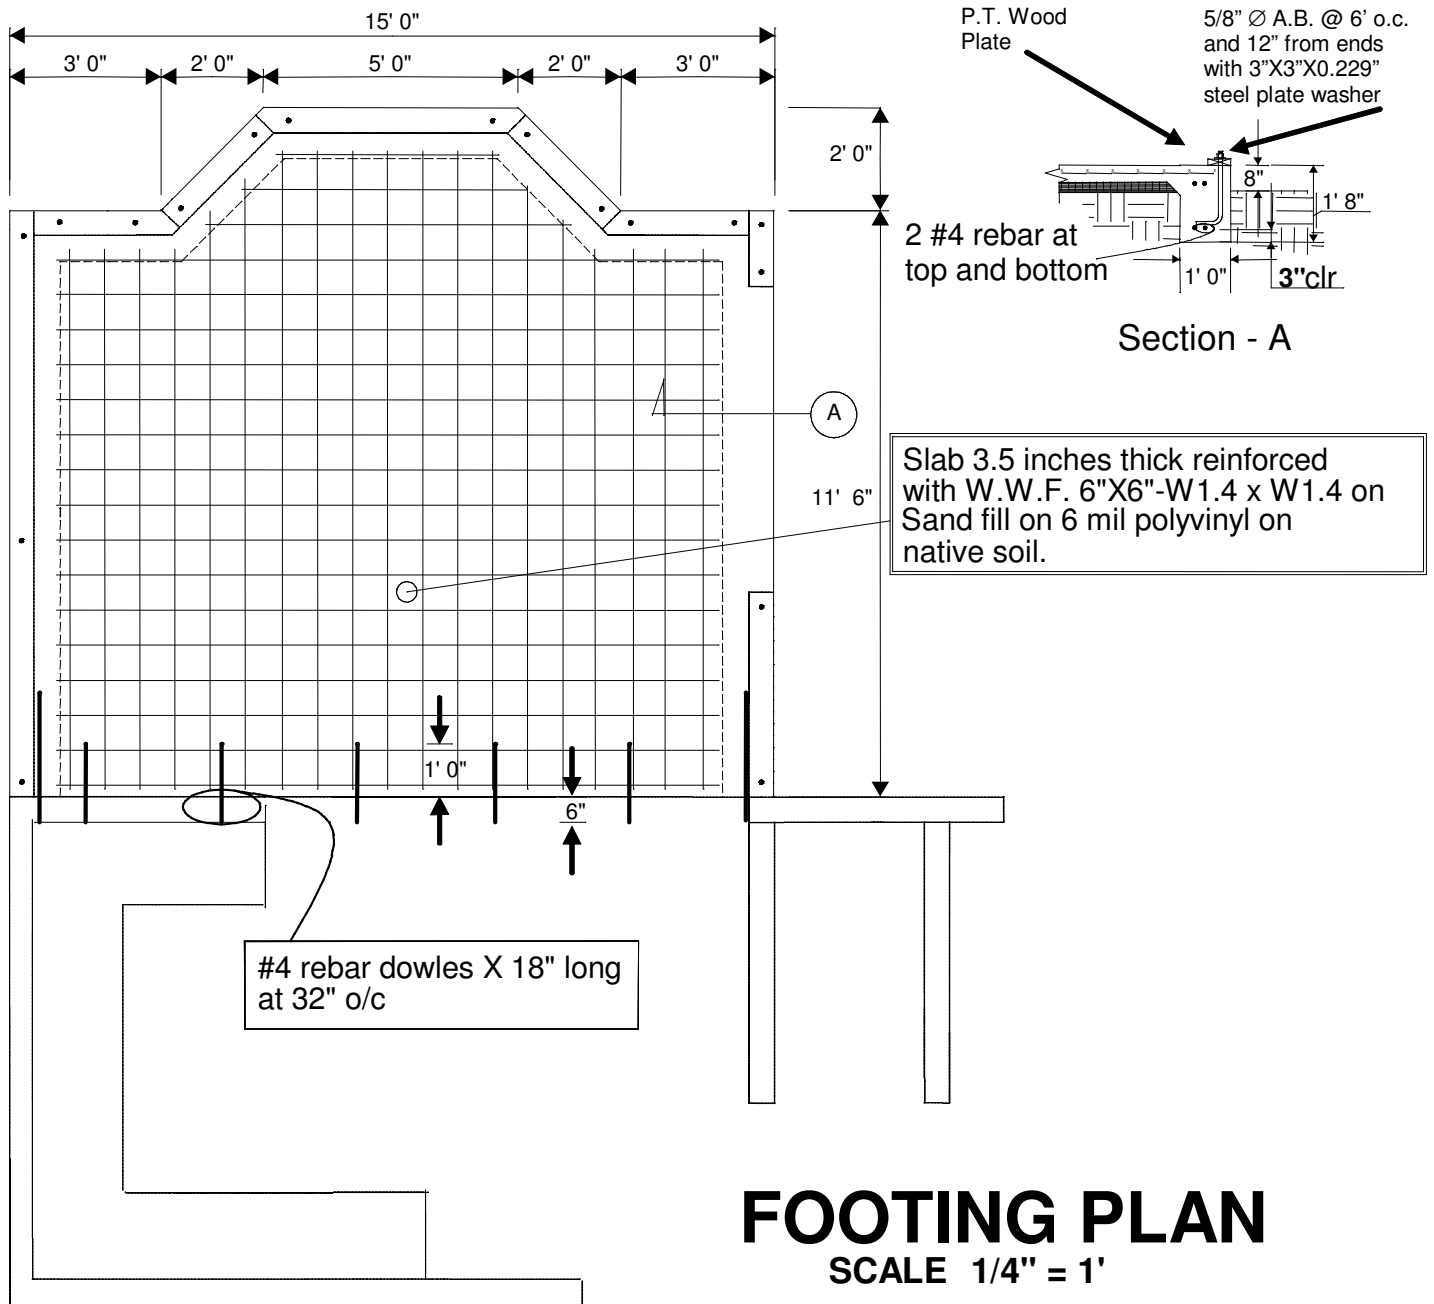 15' 0"
3' 0"
2' 0"
5' 0"
2' 0"
3' 0"
2' 0"
11' 6"
P.T. Wood
Plate
5/8” Ø A.B. @ 6’ o.c.
and 12” from ends
with 3”X3”X0.229”
steel plate washer
8"
1' 8"
2 #4 rebar at
top and bottom
1' 0"
3"clr
Section - A
A
Slab 3.5 inches thick reinforced
with W.W.F. 6"X6"-W1.4 x W1.4 on
Sand fill on 6 mil polyvinyl on
native soil.
1' 0"
6"
#4 rebar dowles X 18" long
at 32" o/c
FOOTING PLAN
SCALE 1/4" = 1'